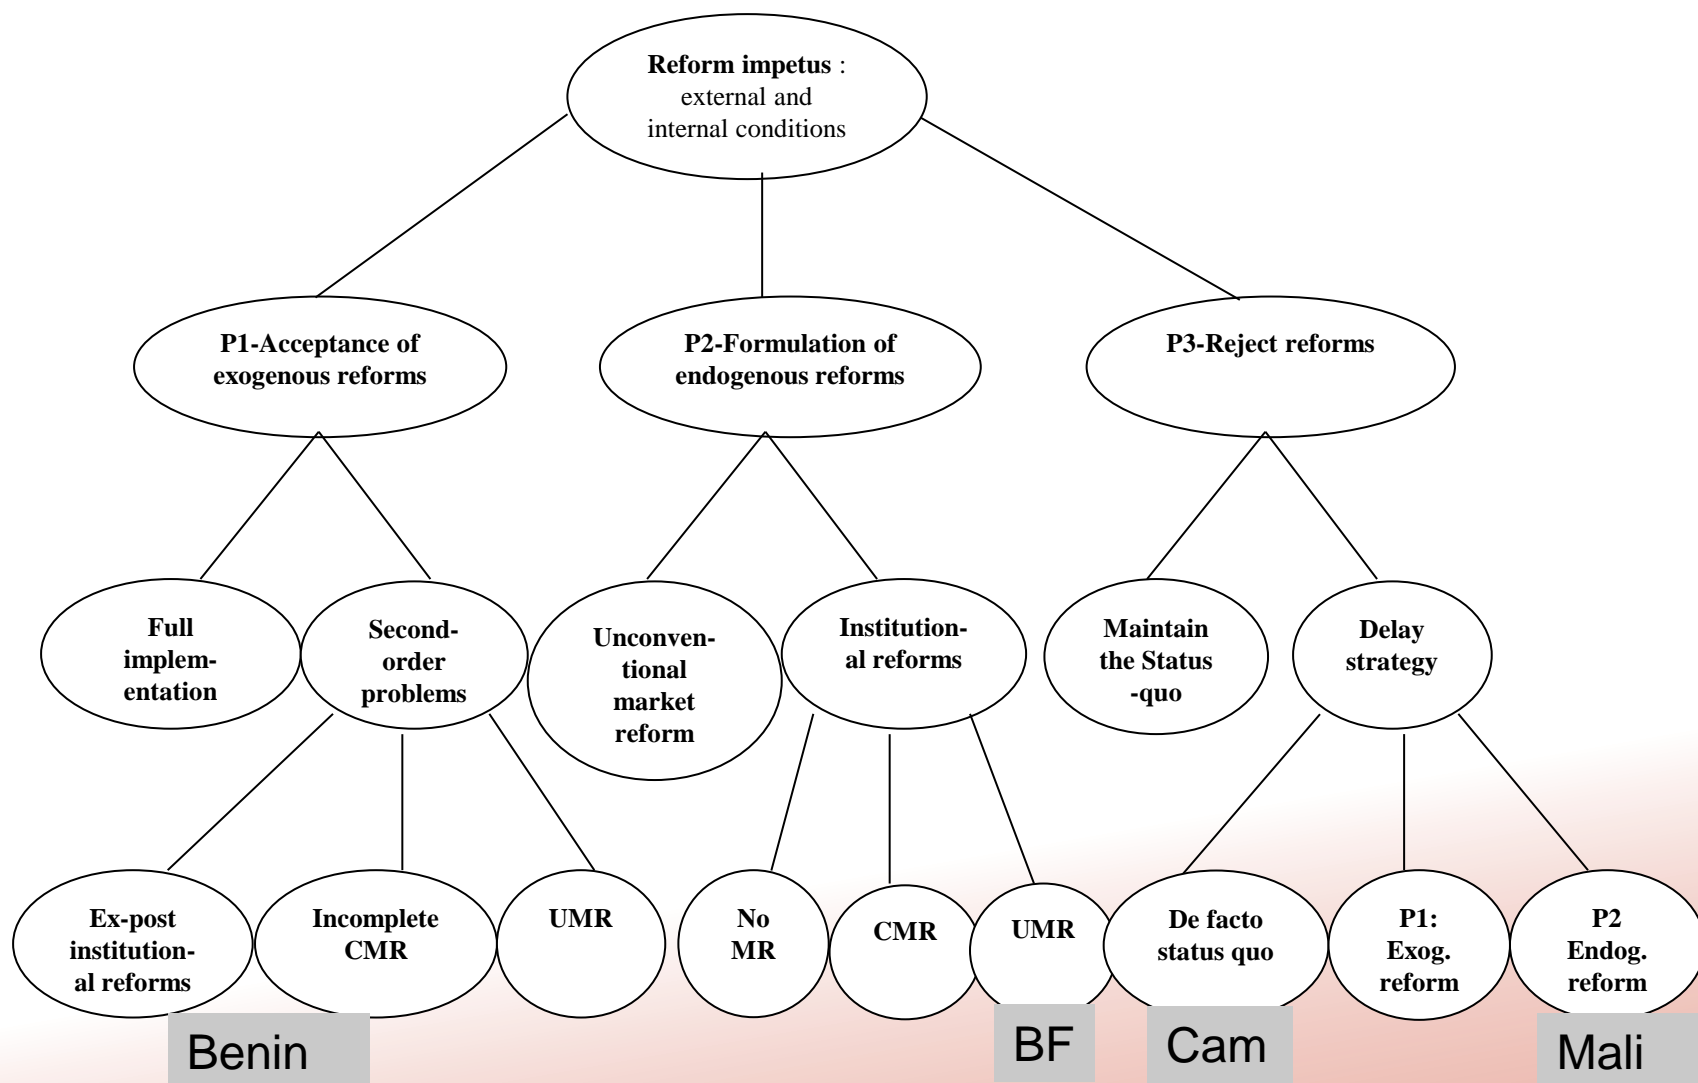 Reform impetus :
external and
internal conditions
P1-Acceptance of
exogenous reforms
P2-Formulation of
endogenous reforms
P3-Reject reforms
Full
implem-
entation
Second-
order
problems
Unconven-
tional
market
reform
Institution-
al reforms
Maintain
the Status
-quo
Delay
strategy
Ex-post
institution-
al reforms
Incomplete
CMR
UMR
No
MR
CMR
UMR
De facto
status quo
P1:
Exog.
reform
P2
Endog.
reform
Benin
BF
Cam
Mali